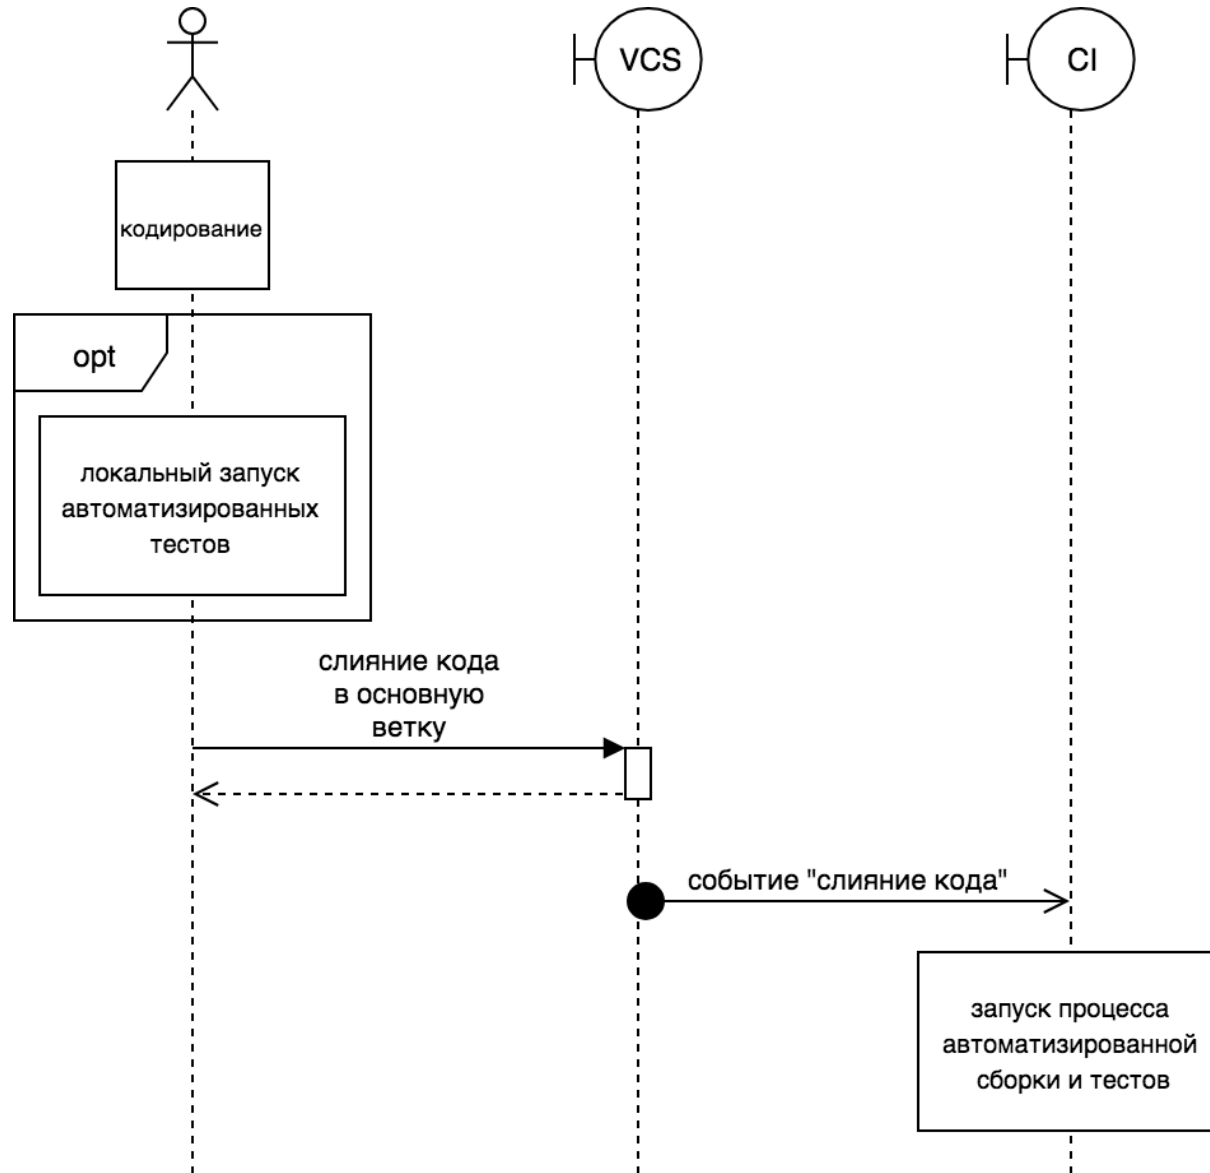 VCS
CI
кодирование
opt
локальный запуск
автоматизированных
тестов
слияние кода
в основную
ветку
событие "слияние кода"
запуск процесса
автоматизированной
сборки и тестов